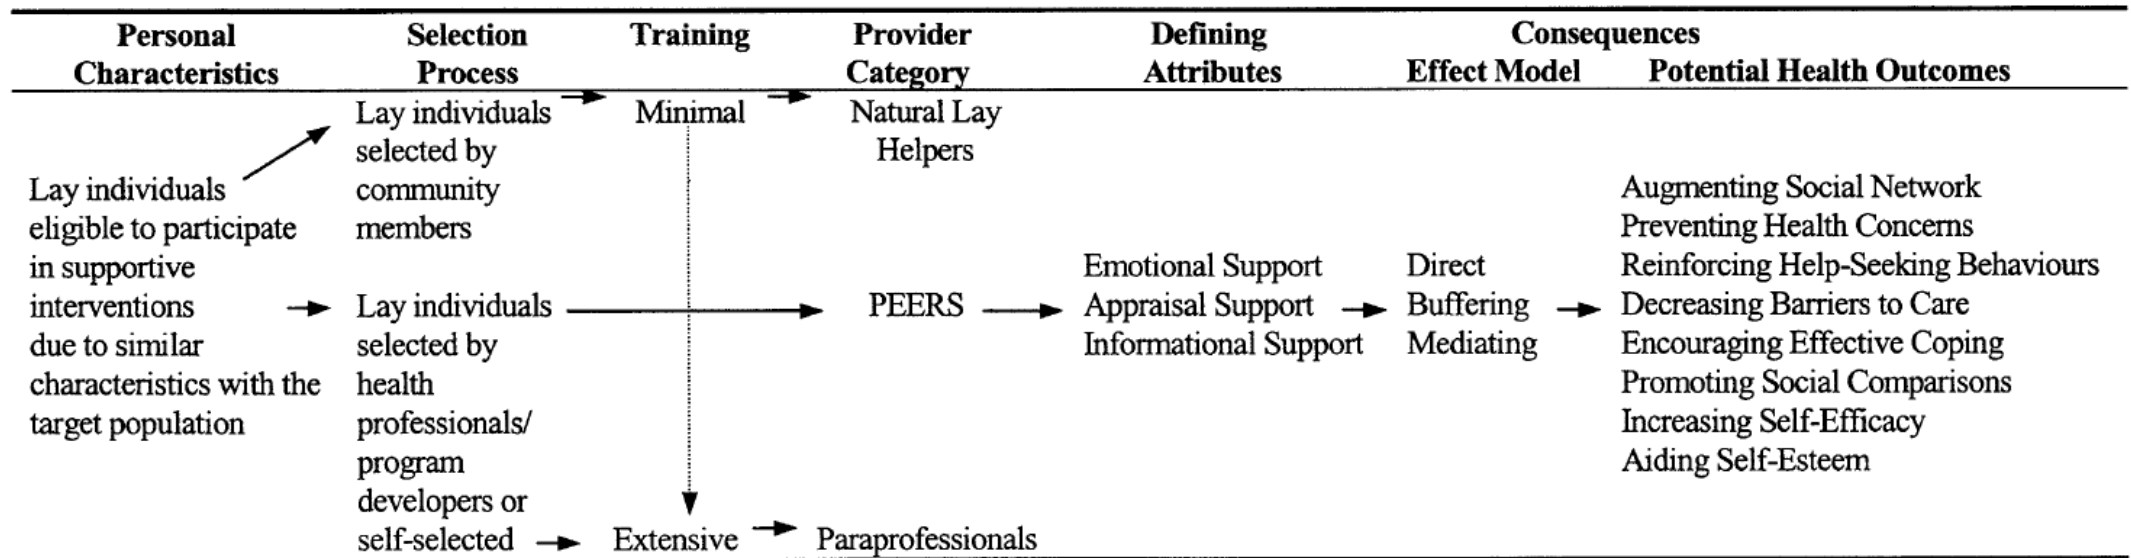 Personal Characteristics
Selection Process
Training
Provider Category
Defining Attributes
Consequences
Effect Model
Potential Health Outcomes
Lay individuals
eligible to participate
in supportive
interventions
due to similar
characteristics with the
target population
Lay individuals
selected by
community
members
Minimal
Natural Lay
Helpers
Lay individuals
selected by
health
professionals/
program
developers or
self-selected
PEERS
Extensive
Paraprofessionals
Emotional Support
Appraisal Support
Informational Support
Direct
Buffering
Mediating
Augmenting Social Network
Preventing Health Concerns
Reinforcing Help-Seeking Behaviours
Decreasing Barriers to Care
Encouraging Effective Coping
Promoting Social Comparisons
Increasing Self-Efficacy
Aiding Self-Esteem